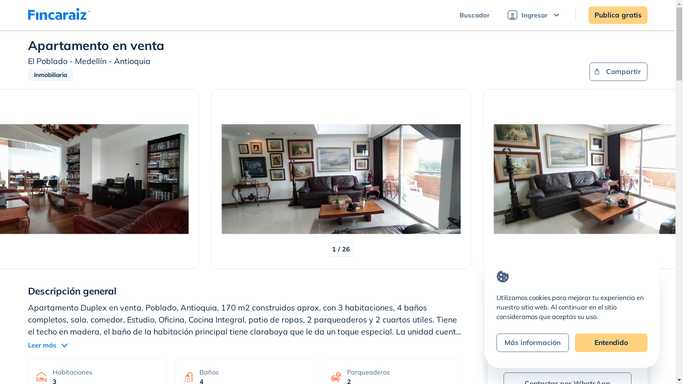 Fincaraiz
Buscador
Ingresar
Publica gratis
Apartamento en venta
El Poblado - Medellín - Antioquia
Inmobiliaria
Compartir
1 / 26
Descripción general
Apartamento Duplex en venta, Poblado, Antioquia, 170 m2 construidos aprox, con 3 habitaciones, 4 baños
completos, sala, comedor, Estudio, Oficina, Cocina Integral, patio de ropas, 2 parqueaderos y 2 cuartos utiles. Tiene
el techo en madera, el baño de la habitación principal tiene claraboya que le da un toque especial. La unidad cuent...
Leer más
Habitaciones
3
Baños
4
Parqueaderos
2
Utilizamos cookies para mejorar tu experiencia en
nuestro sitio web. Al continuar en el sitio
consideramos que aceptas su uso.
Más información
Entendido
Contactar por WhatsApp